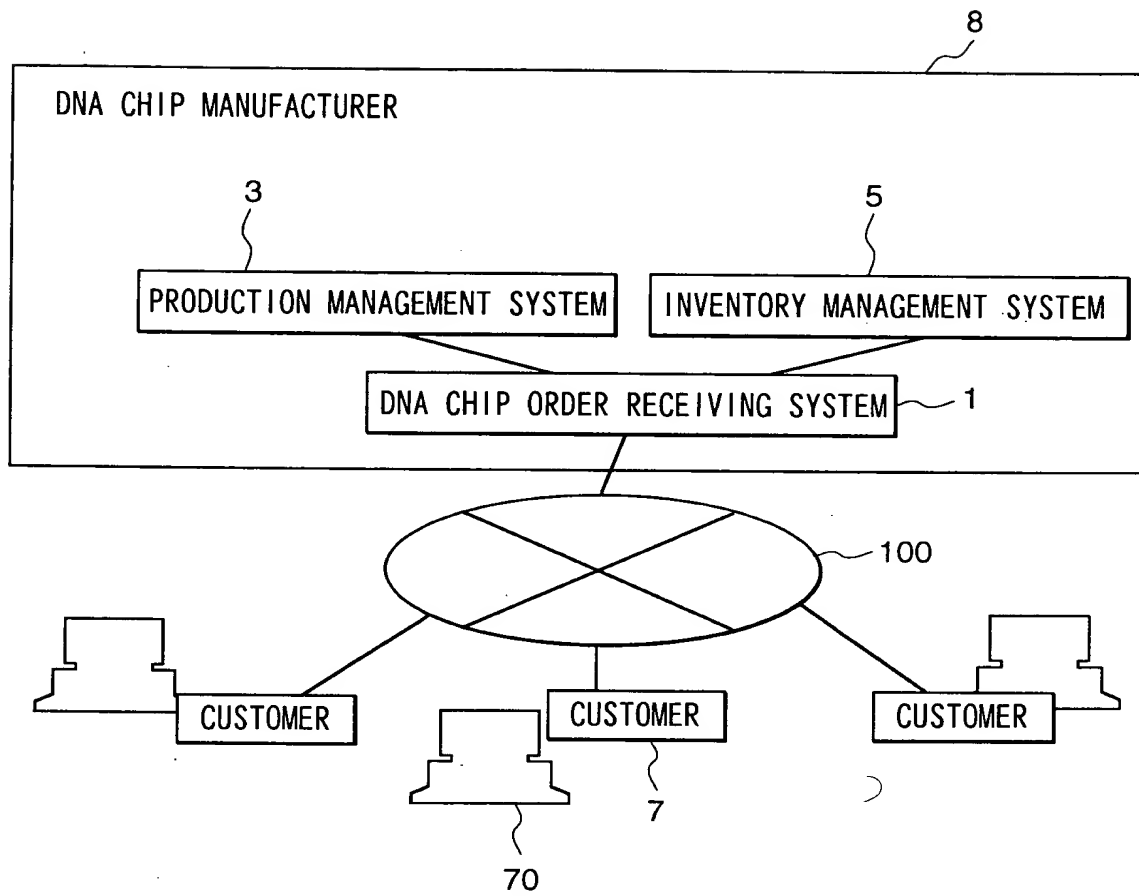 8
DNA CHIP MANUFACTURER
3
5
PRODUCTION MANAGEMENT SYSTEM
INVENTORY MANAGEMENT SYSTEM
DNA CHIP ORDER RECEIVING SYSTEM
1
100
CUSTOMER
CUSTOMER
CUSTOMER
7
70